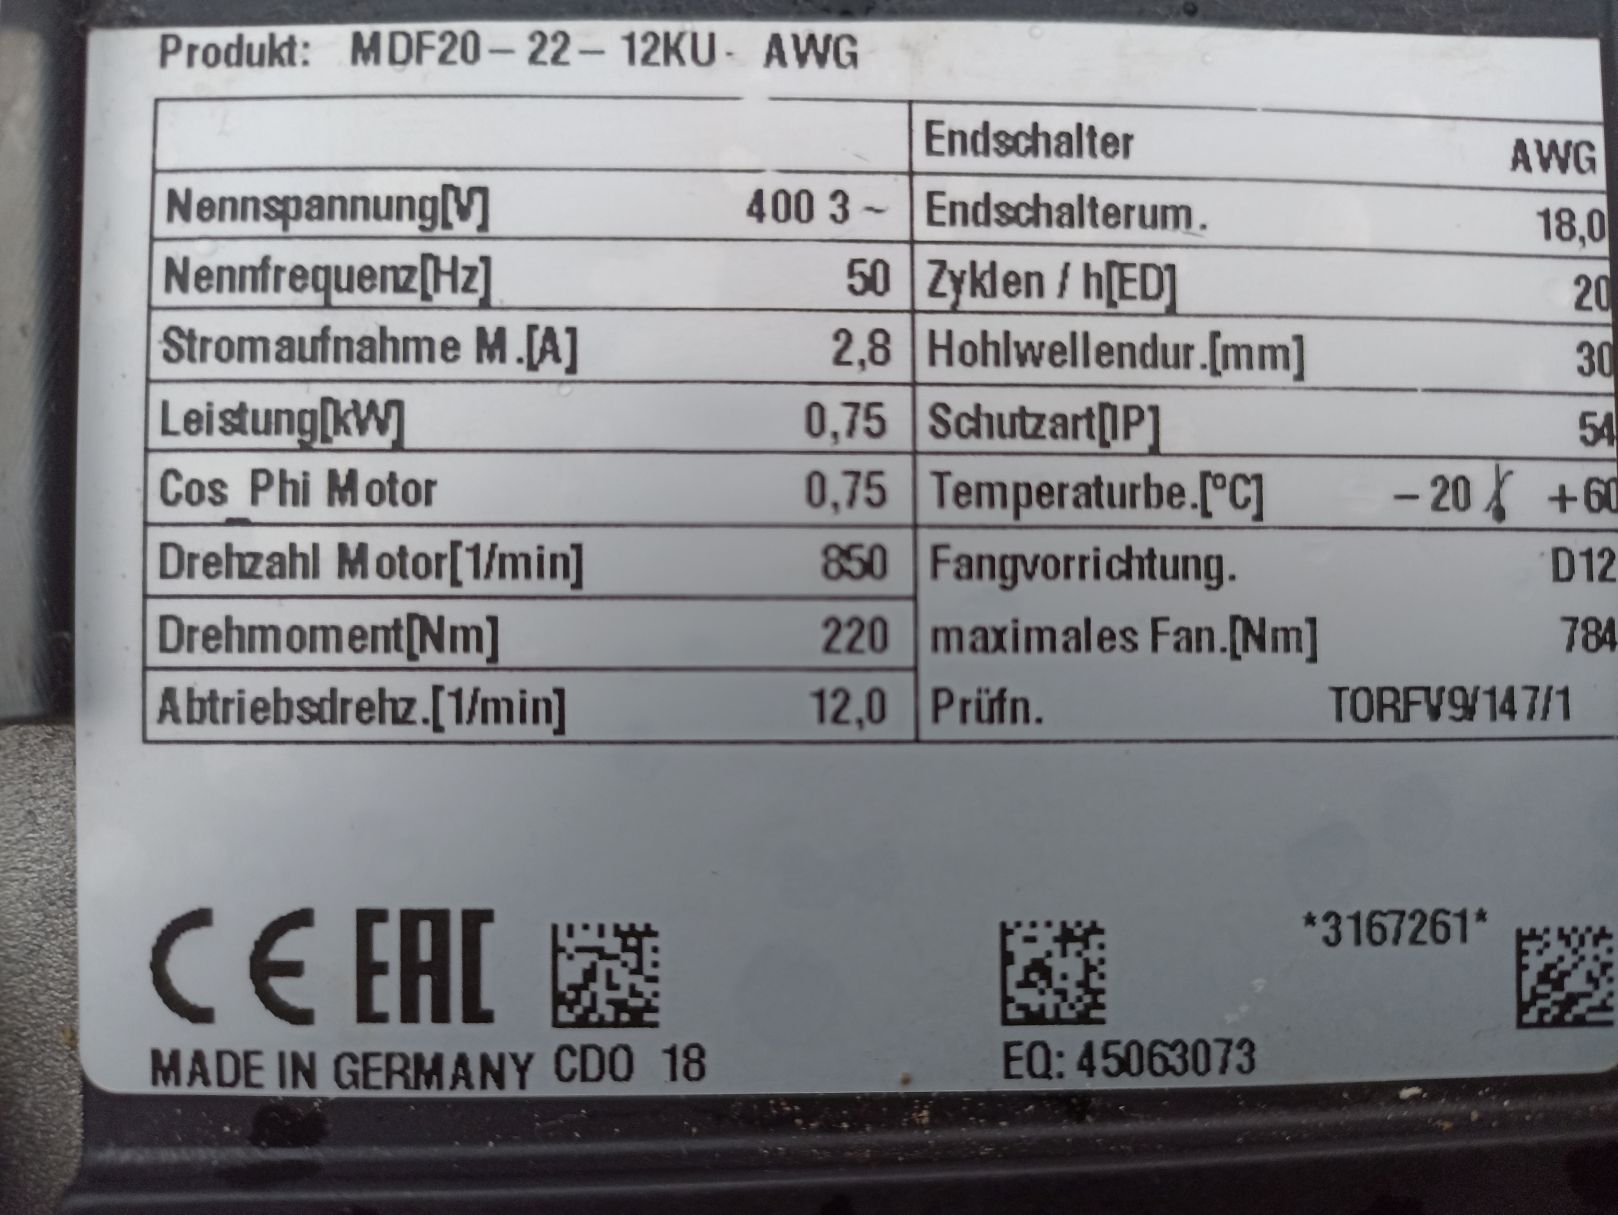 Produkt: MDF20-22-12KU- AWG
Endschalter AWG
Nennspannung[V] 400 3~ Endschalterum. 18,0
Nennfrequenz[Hz] 50 Zyklen / h[ED] 20
Stromaufnahme M.[A] 2,8 Hohlwellendur.[mm] 30
Leistung[kW] 0,75 Schutzart[IP] 54
Cos_Phi Motor 0,75 Temperaturbe.[°C] -20 +60
Drehzahl Motor[1/min] 850 Fangvorrichtung. D12
Drehmoment[Nm] 220 maximales Fan.[Nm] 784
Abtriebsdrehz.[1/min] 12,0 Prüfn. TORFV9/147/1
CE EAC *3167261*
MADE IN GERMANY CDO 18 EQ: 45063073